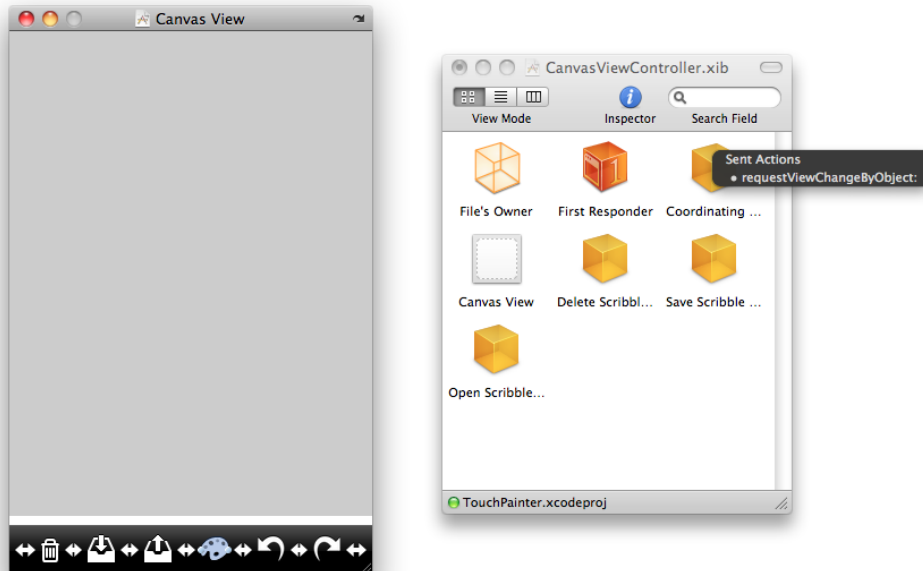 Canvas View
CanvasViewController.xib
View Mode
Inspector
Search Field
Sent Actions
• requestViewChangeByObject:
File's Owner
First Responder
Coordinating ...
Canvas View
Delete Scribbl...
Save Scribble ...
Open Scribble...
TouchPainter.xcodeproj